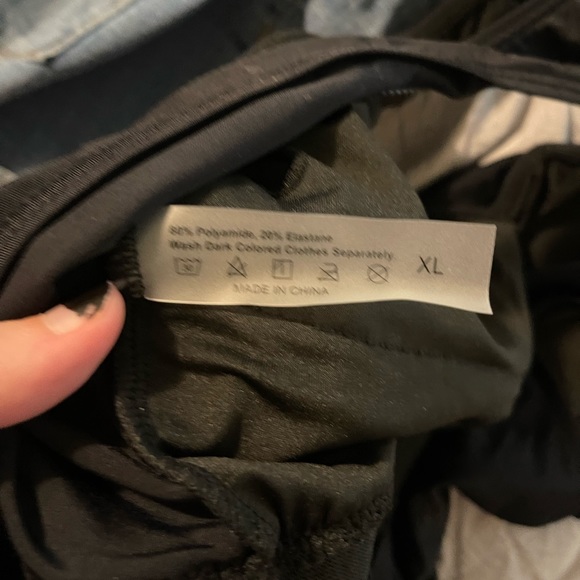 80% Polyamide, 20% Elastane
Wash Dark Colored Clothes Separately.
XL
MADE IN CHINA